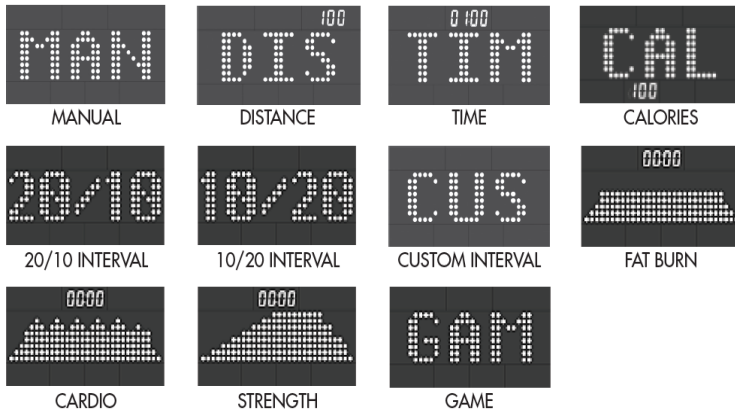 MAN
MANUAL
100
DIS
DISTANCE
0100
TIM
TIME
CAL
100
CALORIES
20/10
20/10 INTERVAL
10/20
10/20 INTERVAL
CUS
CUSTOM INTERVAL
0000
FAT BURN
0000
CARDIO
0000
STRENGTH
GAM
GAME